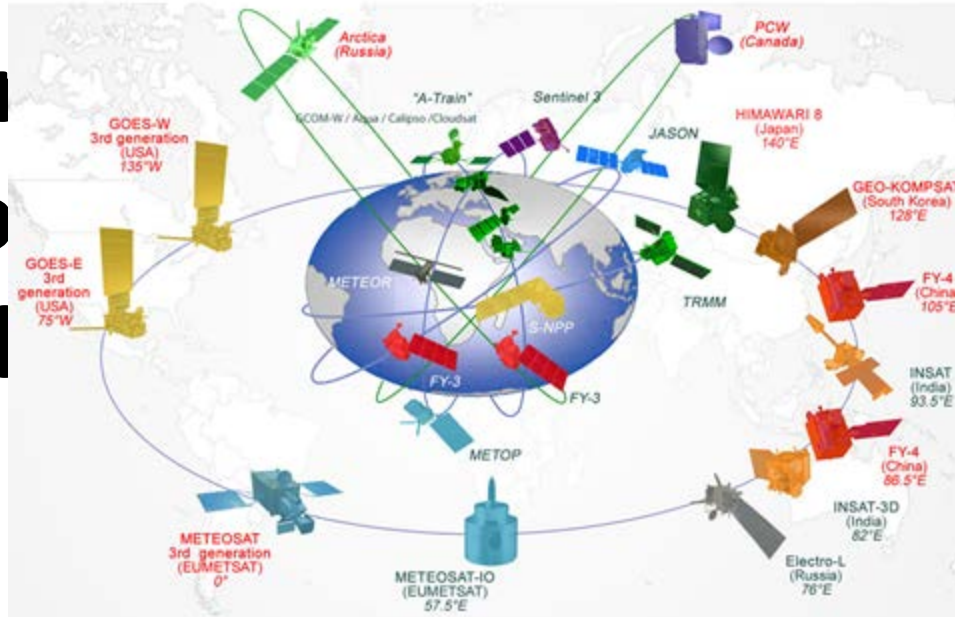 Arctica
(Russia)
PCW
(Canada)
"A-Train"
GCOM-W / Aqua / Calipso /Cloudsat
Sentinel 3
JASON
HIMAWARI 8
(Japan)
140°E
GOES-W
3rd generation
(USA)
135°W
GEO-KOMPSAT
(South Korea)
128°E
GOES-E
3rd
generation
(USA)
75°W
METEOR
TRMM
FY-4
(China)
105°E
S-NPP
INSAT
(India)
93.5°E
FY-3
FY-3
METOP
FY-4
(China)
86.5°E
INSAT-3D
(India)
82°E
METEOSAT
3rd generation
(EUMETSAT)
0°
METEOSAT-IO
(EUMETSAT)
57.5°E
Electro-L
(Russia)
76°E